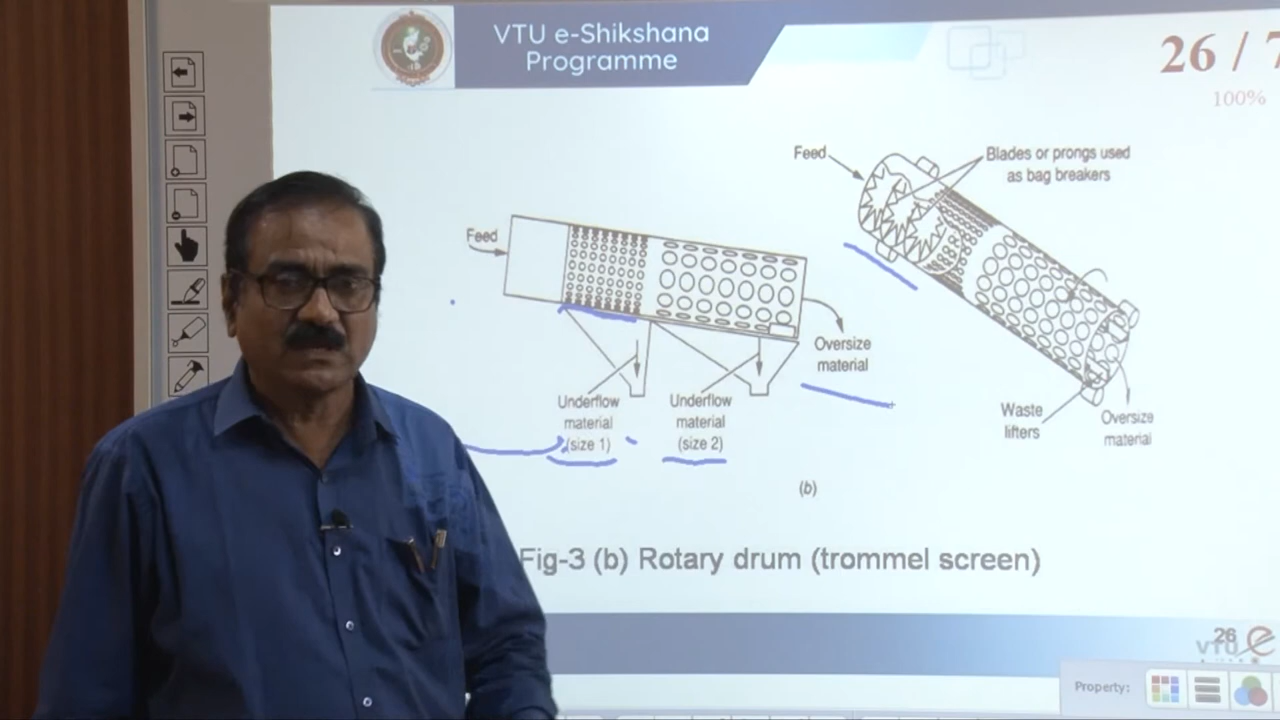 VTU e-Shikshana
Programme
26 / 7
100%
Feed
Blades or prongs used
as bag breakers
Feed
Oversize
material
Underflow
material
(size 1)
Underflow
material
(size 2)
Waste
lifters
Oversize
material
(b)
Fig-3 (b) Rotary drum (trommel screen)
26
VTU e
Property: